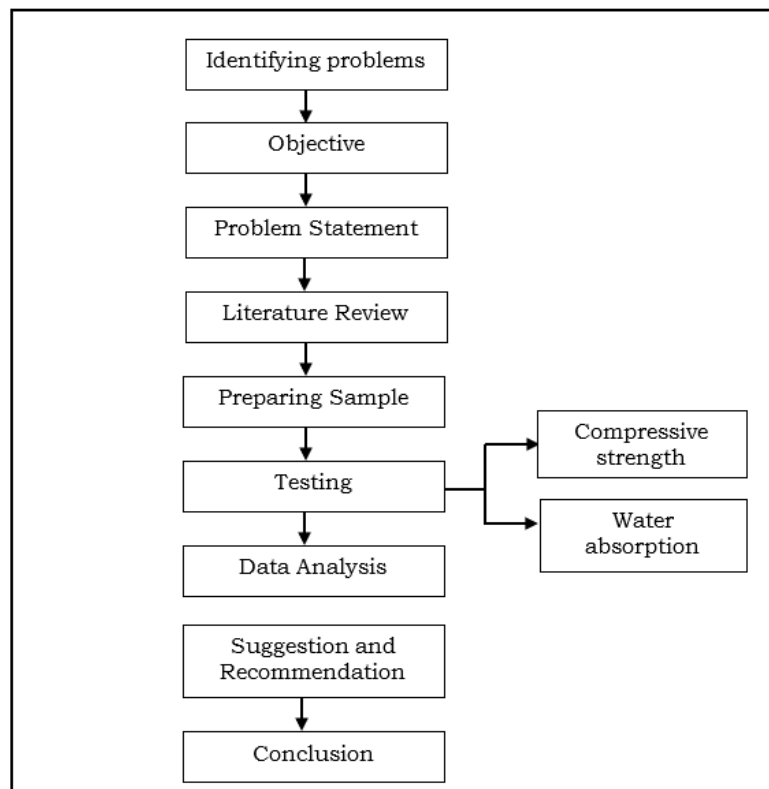 Identifying problems
Objective
Problem Statement
Literature Review
Preparing Sample
Testing
Compressive
strength
Water
absorption
Data Analysis
Suggestion and
Recommendation
Conclusion